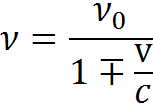 ν = ν₀ / (1 ∓ v/c)